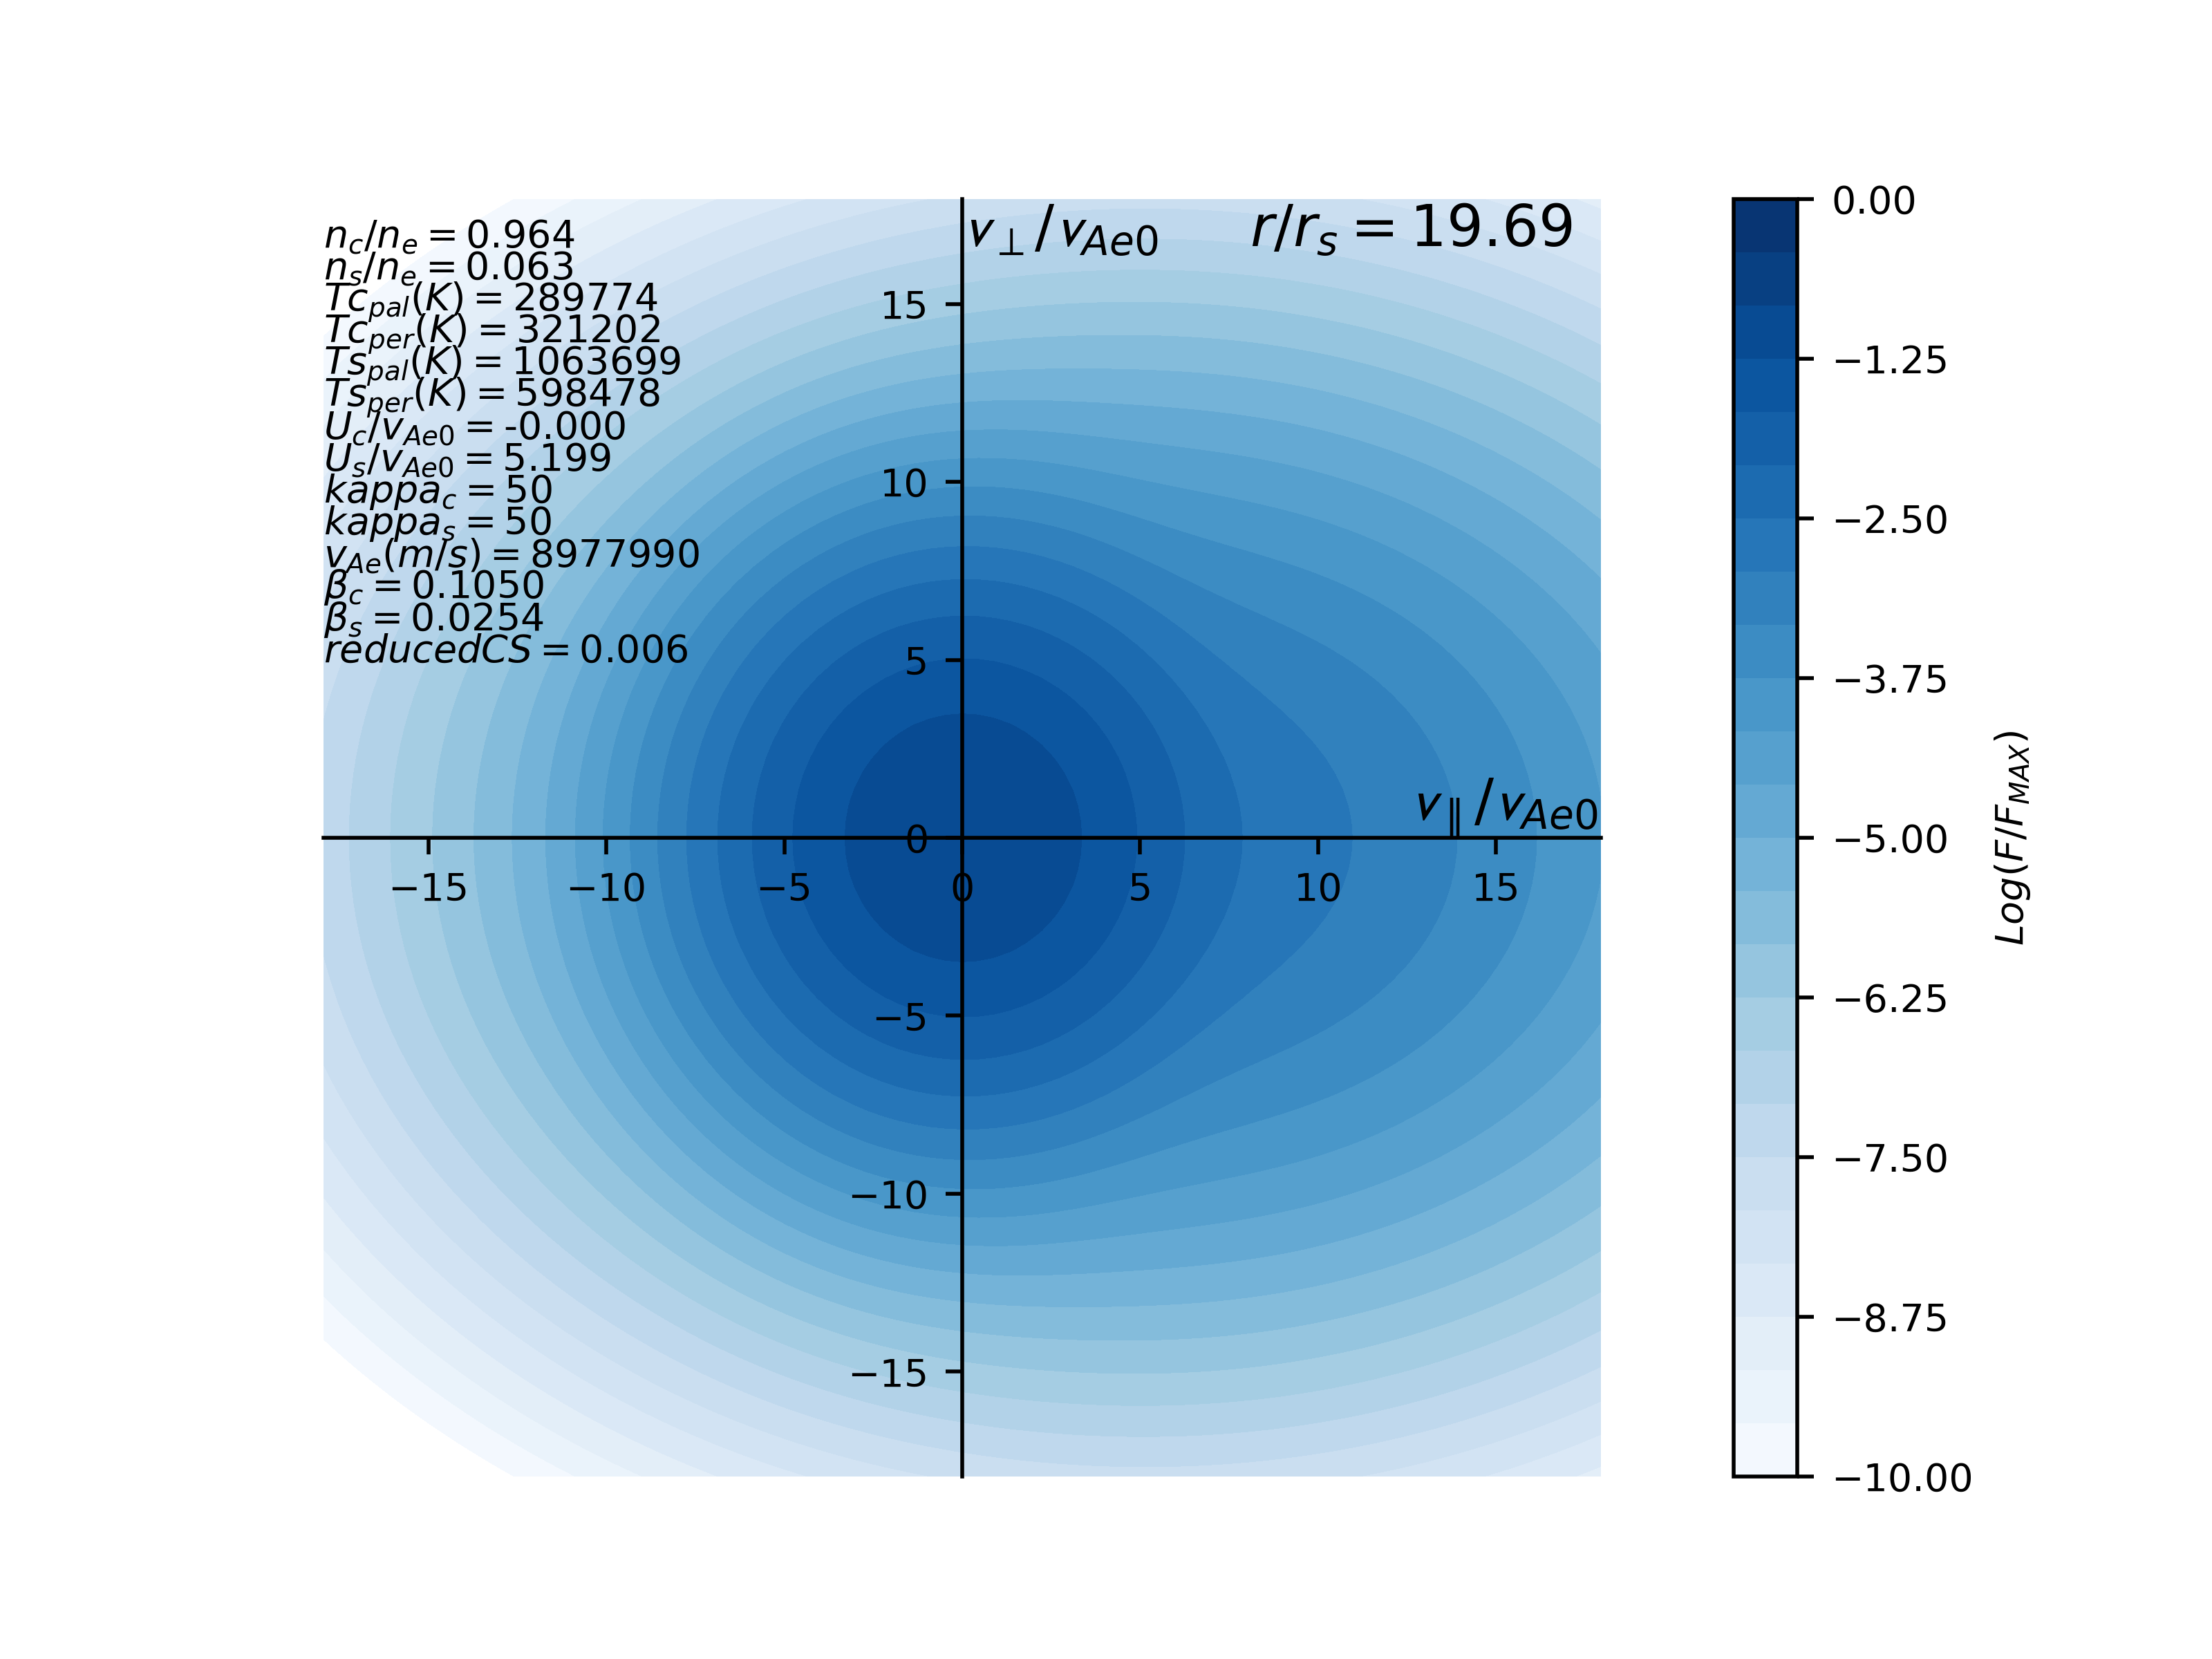 n_c/n_e = 0.964
n_s/n_e = 0.063
Tc_pal(K) = 289774
Tc_per(K) = 321202
Ts_pal(K) = 1063699
Ts_per(K) = 598478
U_c/v_Ae0 = -0.000
U_s/v_Ae0 = 5.199
kappa_c = 50
kappa_s = 50
v_Ae(m/s) = 8977990
β_c = 0.1050
β_s = 0.0254
reducedCS = 0.006
v_⊥/v_Ae0
r/r_s = 19.69
15
10
5
0
−5
−10
−15
v_∥/v_Ae0
−15 −10 −5 0 5 10 15
0.00
−1.25
−2.50
−3.75
−5.00
−6.25
−7.50
−8.75
−10.00
Log(F/F_MAX)